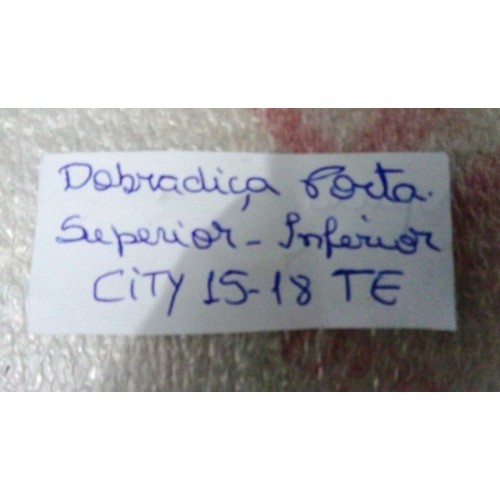 Dobradiça Porta.
Superior - Inferior
CiTY 15-18 TE